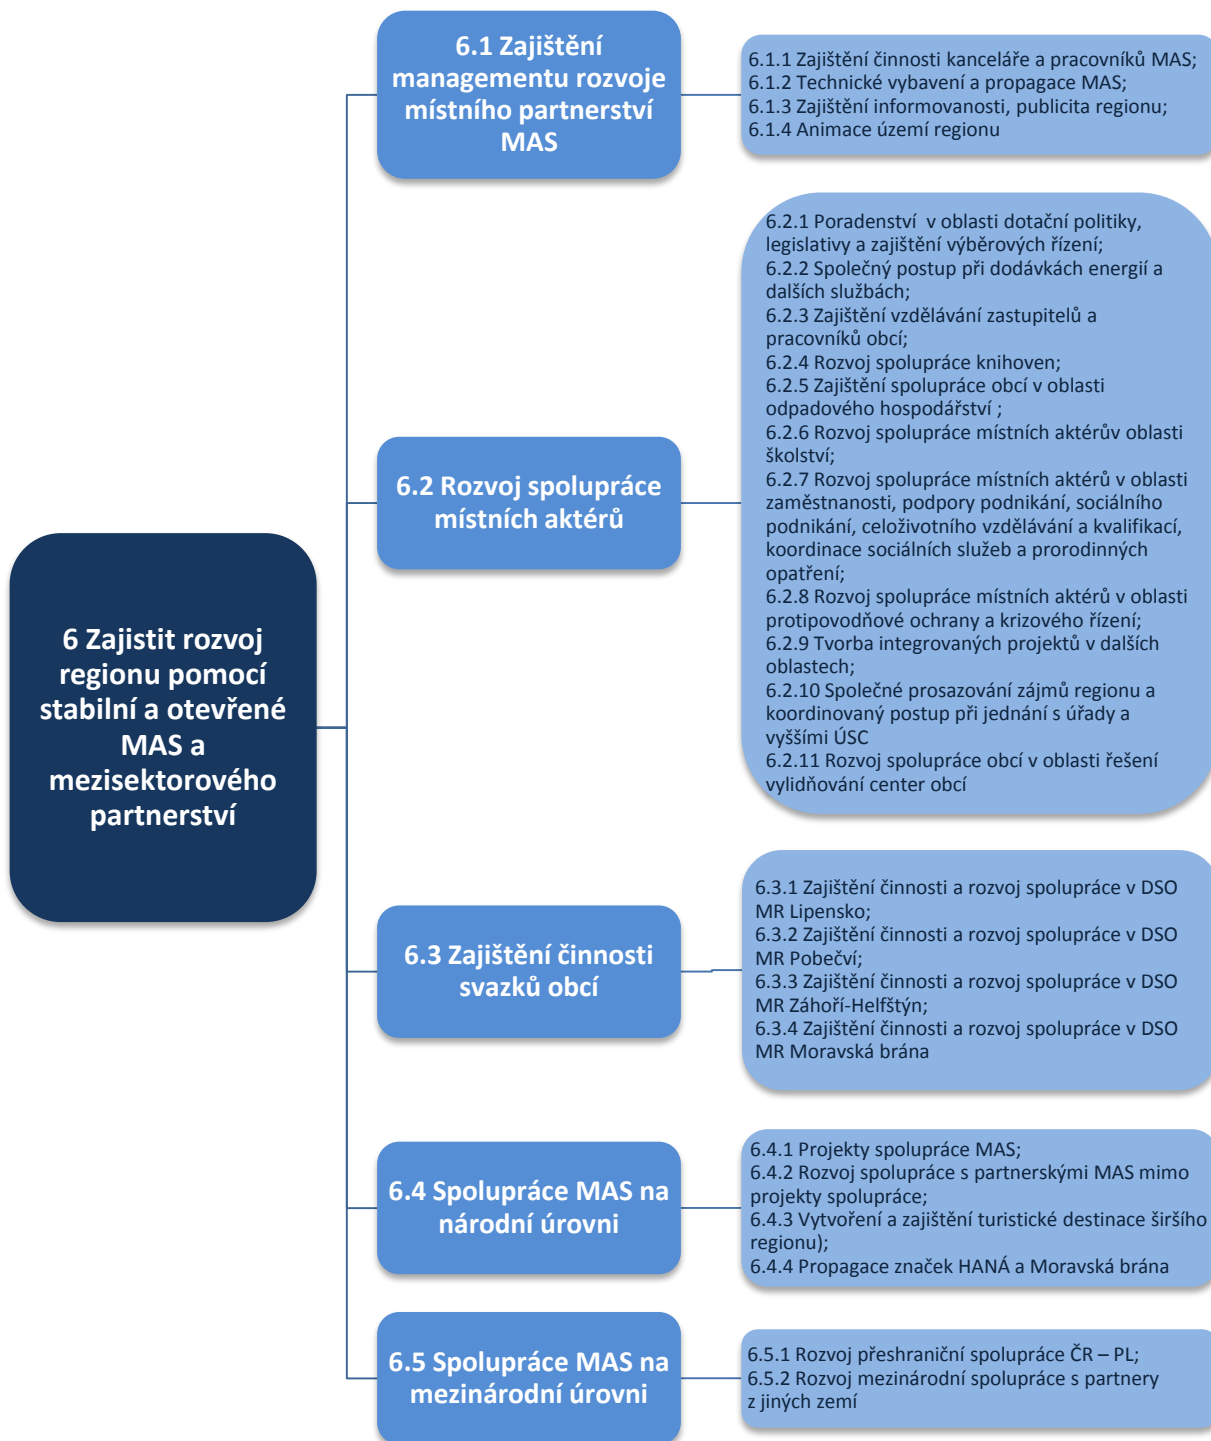 6 Zajistit rozvoj
regionu pomocí
stabilní a otevřené
MAS a
mezisektorového
partnerství
6.1 Zajištění
managementu rozvoje
místního partnerství
MAS
6.1.1 Zajištění činnosti kanceláře a pracovníků MAS;
6.1.2 Technické vybavení a propagace MAS;
6.1.3 Zajištění informovanosti, publicita regionu;
6.1.4 Animace území regionu
6.2 Rozvoj spolupráce
místních aktérů
6.2.1 Poradenství  v oblasti dotační politiky,
legislativy a zajištění výběrových řízení;
6.2.2 Společný postup při dodávkách energií a
dalších službách;
6.2.3 Zajištění vzdělávání zastupitelů a
pracovníků obcí;
6.2.4 Rozvoj spolupráce knihoven;
6.2.5 Zajištění spolupráce obcí v oblasti
odpadového hospodářství ;
6.2.6 Rozvoj spolupráce místních aktérův oblasti
školství;
6.2.7 Rozvoj spolupráce místních aktérů v oblasti
zaměstnanosti, podpory podnikání, sociálního
podnikání, celoživotního vzdělávání a kvalifikací,
koordinace sociálních služeb a prorodinných
opatření;
6.2.8 Rozvoj spolupráce místních aktérů v oblasti
protipovodňové ochrany a krizového řízení;
6.2.9 Tvorba integrovaných projektů v dalších
oblastech;
6.2.10 Společné prosazování zájmů regionu a
koordinovaný postup při jednání s úřady a
vyššími ÚSC
6.2.11 Rozvoj spolupráce obcí v oblasti řešení
vylidňování center obcí
6.3 Zajištění činnosti
svazků obcí
6.3.1 Zajištění činnosti a rozvoj spolupráce v DSO
MR Lipensko;
6.3.2 Zajištění činnosti a rozvoj spolupráce v DSO
MR Pobečví;
6.3.3 Zajištění činnosti a rozvoj spolupráce v DSO
MR Záhoří-Helfštýn;
6.3.4 Zajištění činnosti a rozvoj spolupráce v DSO
MR Moravská brána
6.4 Spolupráce MAS na
národní úrovni
6.4.1 Projekty spolupráce MAS;
6.4.2 Rozvoj spolupráce s partnerskými MAS mimo
projekty spolupráce;
6.4.3 Vytvoření a zajištění turistické destinace širšího
regionu);
6.4.4 Propagace značek HANÁ a Moravská brána
6.5 Spolupráce MAS na
mezinárodní úrovni
6.5.1 Rozvoj přeshraniční spolupráce ČR – PL;
6.5.2 Rozvoj mezinárodní spolupráce s partnery
z jiných zemí